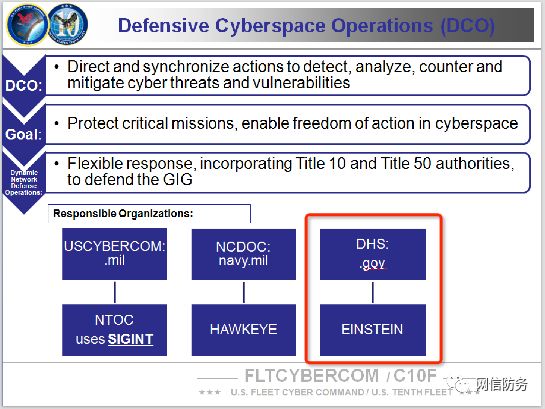 Defensive Cyberspace Operations (DCO)
DCO:
• Direct and synchronize actions to detect, analyze, counter and
mitigate cyber threats and vulnerabilities
Goal:
• Protect critical missions, enable freedom of action in cyberspace
Dynamic
Network
Defense
Operations:
• Flexible response, incorporating Title 10 and Title 50 authorities,
to defend the GIG
Responsible Organizations:
USCYBERCOM:
.mil
NCDOC:
navy.mil
DHS:
.gov
NTOC
uses SIGINT
HAWKEYE
EINSTEIN
FLTCYBERCOM / C10F
U.S. FLEET CYBER COMMAND / U.S. TENTH FLEET
网信防务